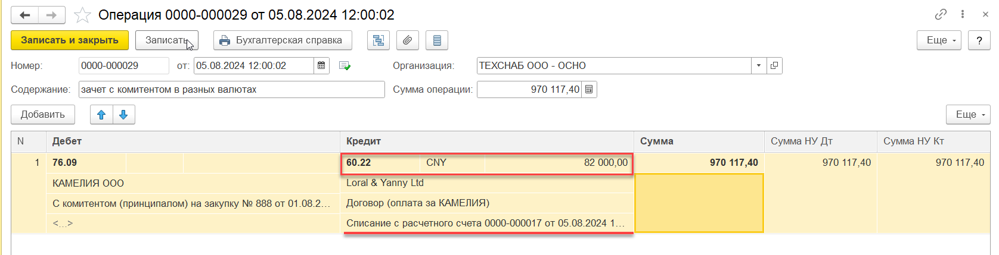 Операция 0000-000029 от 05.08.2024 12:00:02
Записать и закрыть Записать Бухгалтерская справка Еще ?
Номер: 0000-000029 от: 05.08.2024 12:00:02 Организация: ТЕХСНАБ ООО - ОСНО
Содержание: зачет с комитентом в разных валютах Сумма операции: 970 117,40
Добавить Еще
N Дебет Кредит Сумма Сумма НУ Дт Сумма НУ Кт
1 76.09 60.22 CNY 82 000,00 970 117,40 970 117,40 970 117,40
КАМЕЛИЯ ООО Loral & Yanny Ltd
С комитентом (принципалом) на закупку № 888 от 01.08.2... Договор (оплата за КАМЕЛИЯ)
<...> Списание с расчетного счета 0000-000017 от 05.08.2024 1...